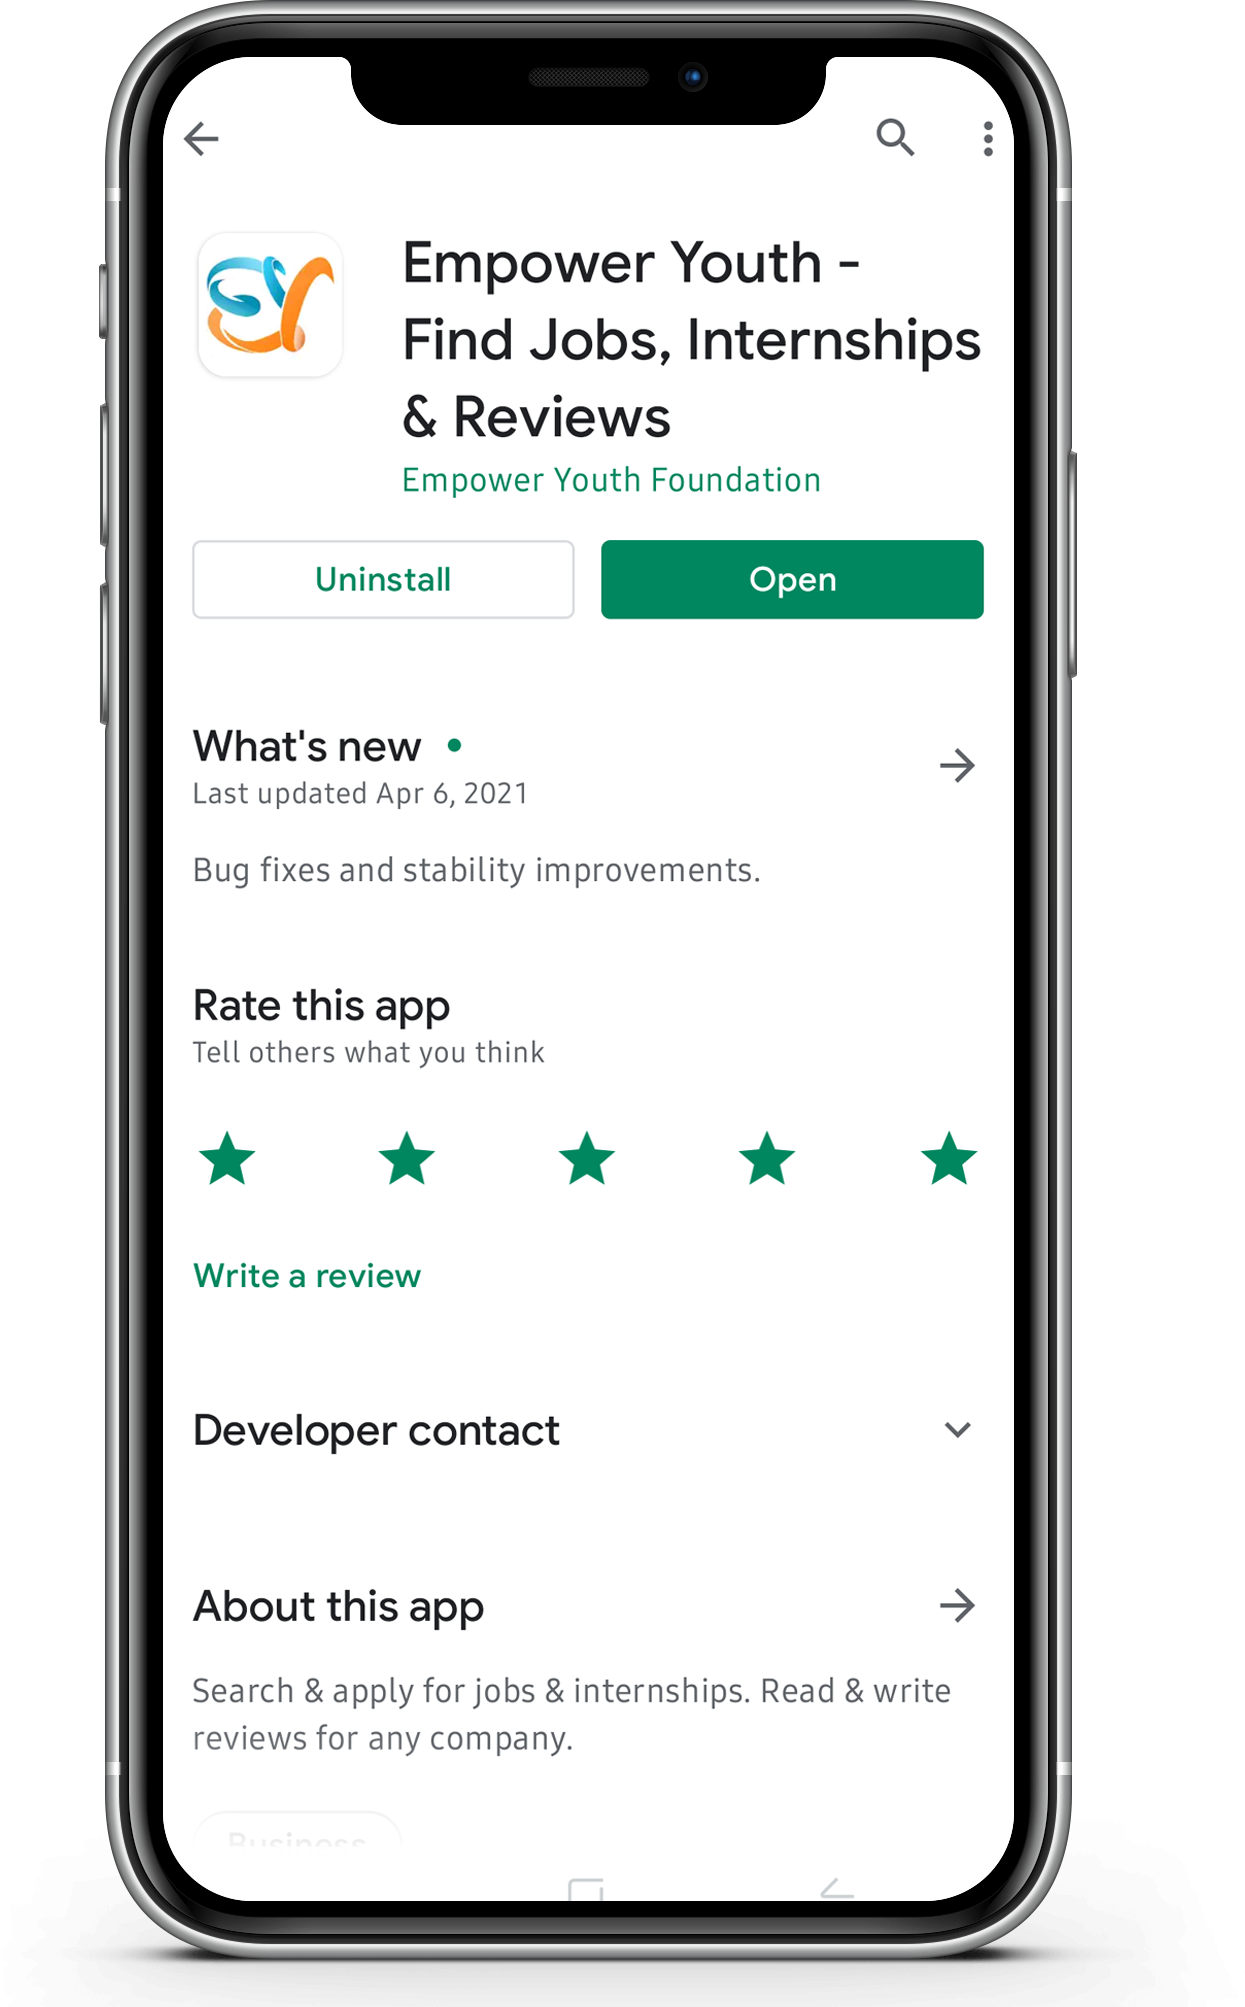 EY
Empower Youth -
Find Jobs, Internships
& Reviews
Empower Youth Foundation
Uninstall
Open
What's new
Last updated Apr 6, 2021
Bug fixes and stability improvements.
Rate this app
Tell others what you think
Write a review
Developer contact
About this app
Search & apply for jobs & internships. Read & write
reviews for any company.
Business